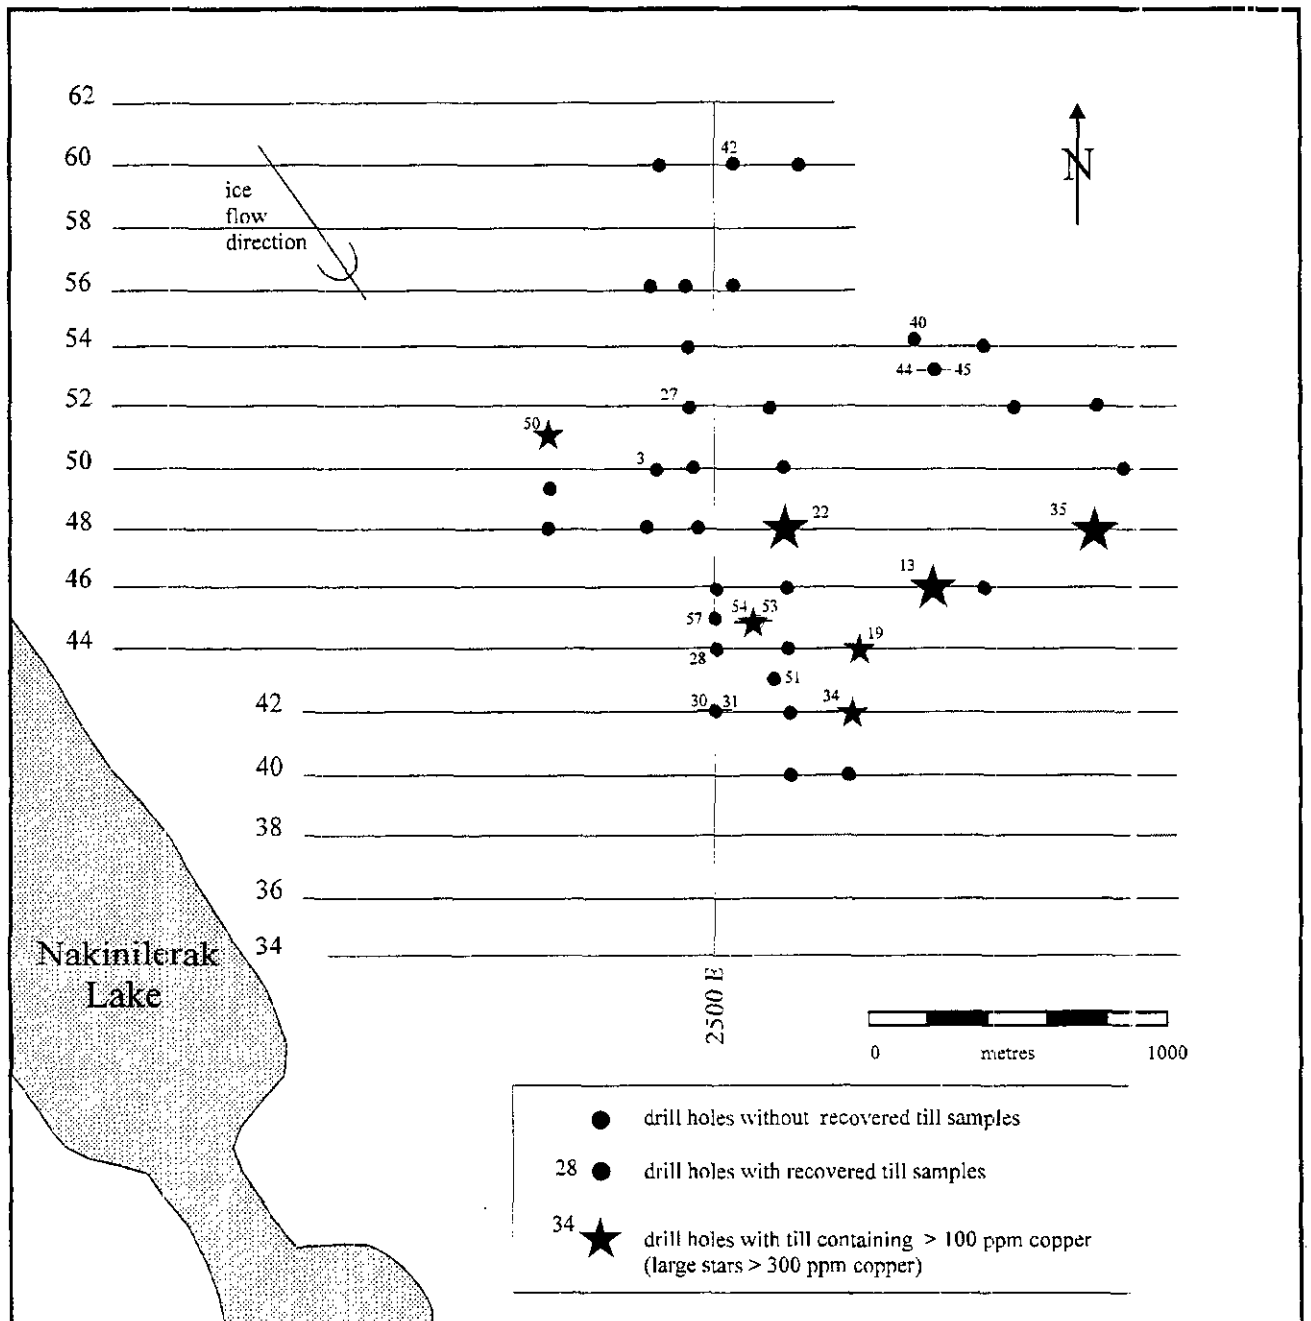 62
60
42
N
ice
flow
direction
58
56
40
54
44 45
27
52
50
3
50
22
35
48
13
46
54 53
57
19
44
28
51
30 31
34
42
40
38
36
34
Nakinilerak
Lake
2500 E
0 metres 1000
drill holes without recovered till samples
28 drill holes with recovered till samples
34 drill holes with till containing > 100 ppm copper
(large stars > 300 ppm copper)